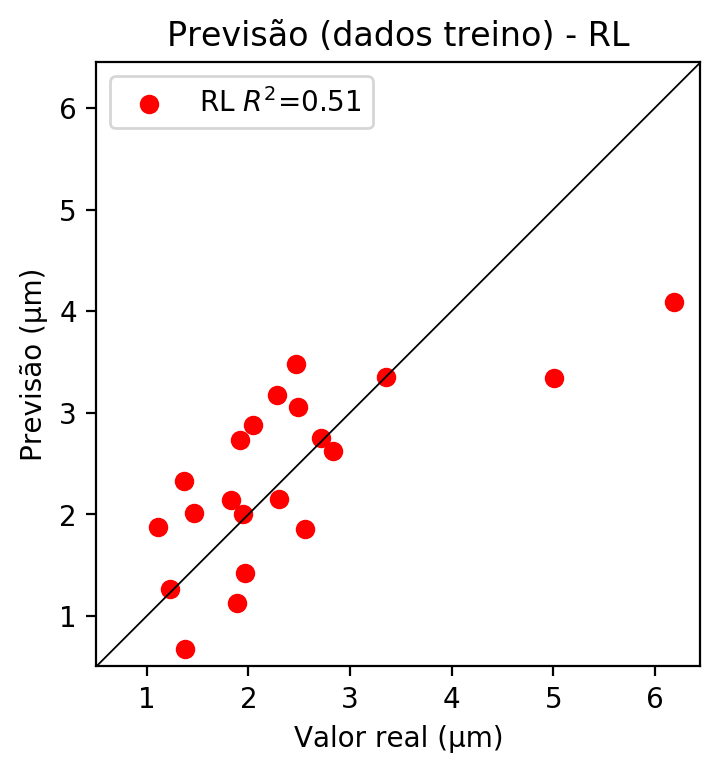 Previsão (dados treino) - RL
RL R²=0.51
6
5
4
3
2
1
Previsão (μm)
1 2 3 4 5 6
Valor real (μm)